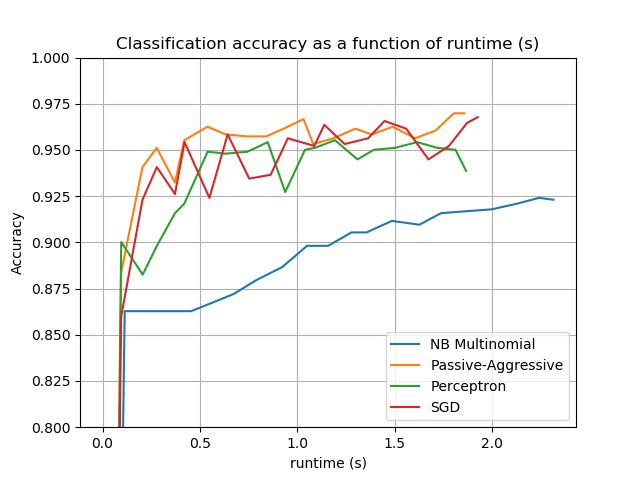 Classification accuracy as a function of runtime (s)
1.000
0.975
0.950
0.925
0.900
0.875
0.850
0.825
0.800
Accuracy
NB Multinomial
Passive-Aggressive
Perceptron
SGD
0.0 0.5 1.0 1.5 2.0
runtime (s)